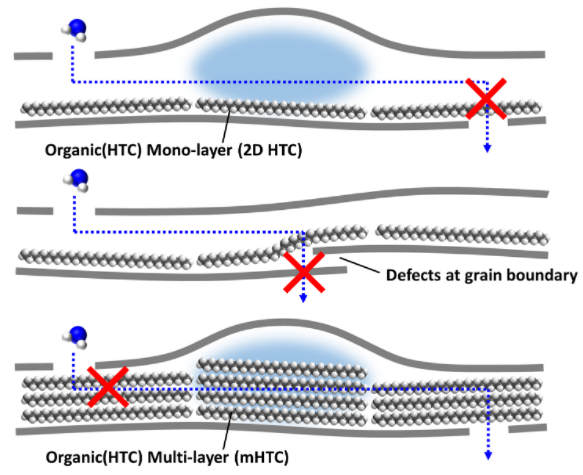 Organic(HTC) Mono-layer (2D HTC)
Defects at grain boundary
Organic(HTC) Multi-layer (mHTC)